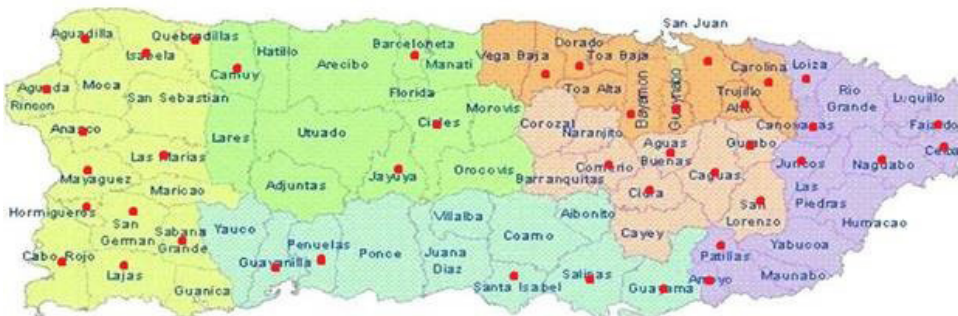 San Juan
Aguadilla
Quebradillas
Isabela
Hatillo
Barceloneta
Dorado
Vega Baja
Toa Baja
Camuy
Arecibo
Manati
Carolina
Loiza
Aguada
Moca
San Sebastian
Florida
Toa Alta
Bayamon
Guaynabo
Trujillo
Alto
Rio
Grande
Luquillo
Rincon
Morovis
Corozal
Canovanas
Fajardo
Anasco
Lares
Utuado
Ciales
Naranjito
Aguas
Buenas
Gurabo
Ceiba
Las Marias
Comerio
Juncos
Naguabo
Mayaguez
Maricao
Adjuntas
Jayuya
Orocovis
Barranquitas
Cidra
Caguas
Las
Piedras
Hormigueros
San
German
Sabana
Grande
Yauco
Villalba
Aibonito
San
Lorenzo
Humacao
Cabo Rojo
Lajas
Guayanilla
Penuelas
Ponce
Juana
Diaz
Coamo
Cayey
Patillas
Yabucoa
Guanica
Santa Isabel
Salinas
Guayama
Arroyo
Maunabo